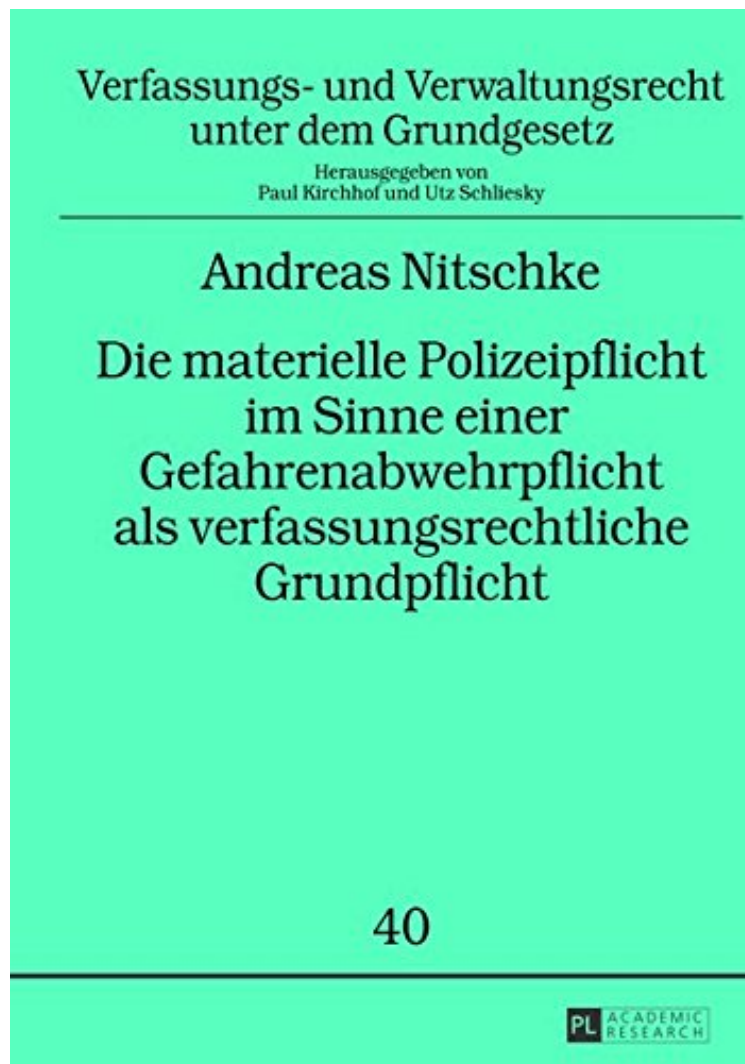 Verfassungs- und Verwaltungsrecht
unter dem Grundgesetz
Herausgegeben von
Paul Kirchhof und Utz Schliesky
Andreas Nitschke
Die materielle Polizeipflicht
im Sinne einer
Gefahrenabwehrpflicht
als verfassungsrechtliche
Grundpflicht
40
PL ACADEMIC
RESEARCH